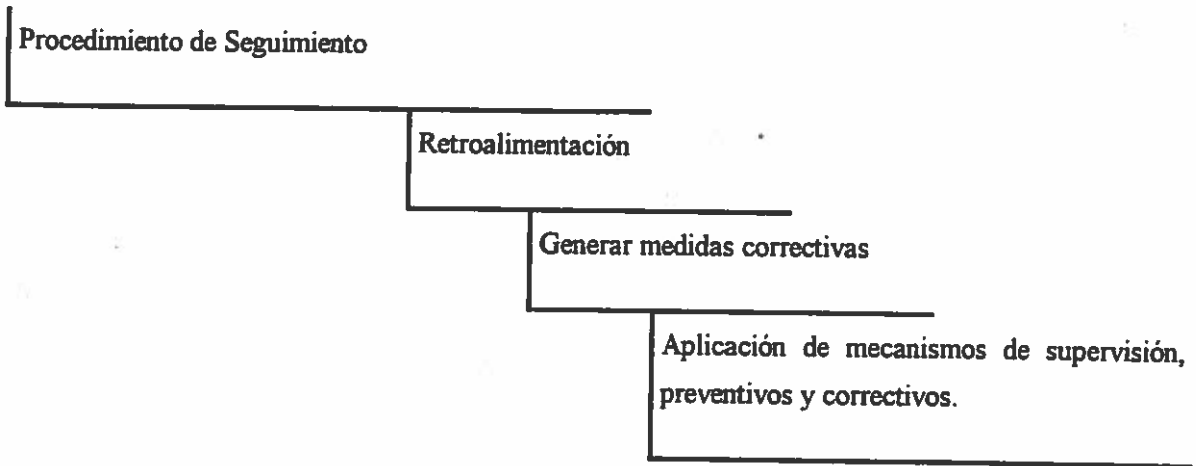 Procedimiento de Seguimiento
Retroalimentación
Generar medidas correctivas
Aplicación de mecanismos de supervisión,
preventivos y correctivos.